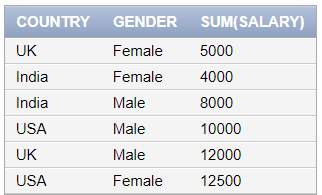 COUNTRY GENDER SUM(SALARY)
UK Female 5000
India Female 4000
India Male 8000
USA Male 10000
UK Male 12000
USA Female 12500